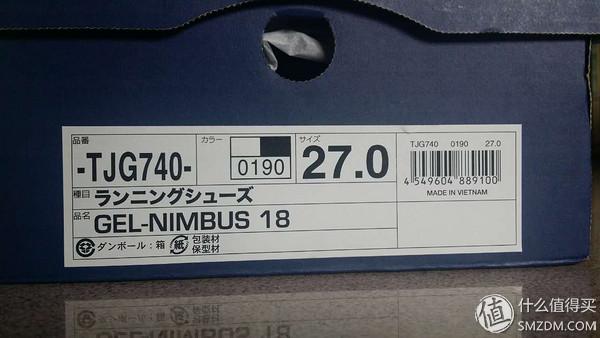 品番
-TJG740-
カラー
0190
サイズ
27.0
TJG740 0190 27.0
4 549604 889100
MADE IN VIETNAM
種目
ランニングシューズ
品名
GEL-NIMBUS 18
ダンボール：箱
紙
包装材
保型材
值 什么值得买
SMZDM.COM